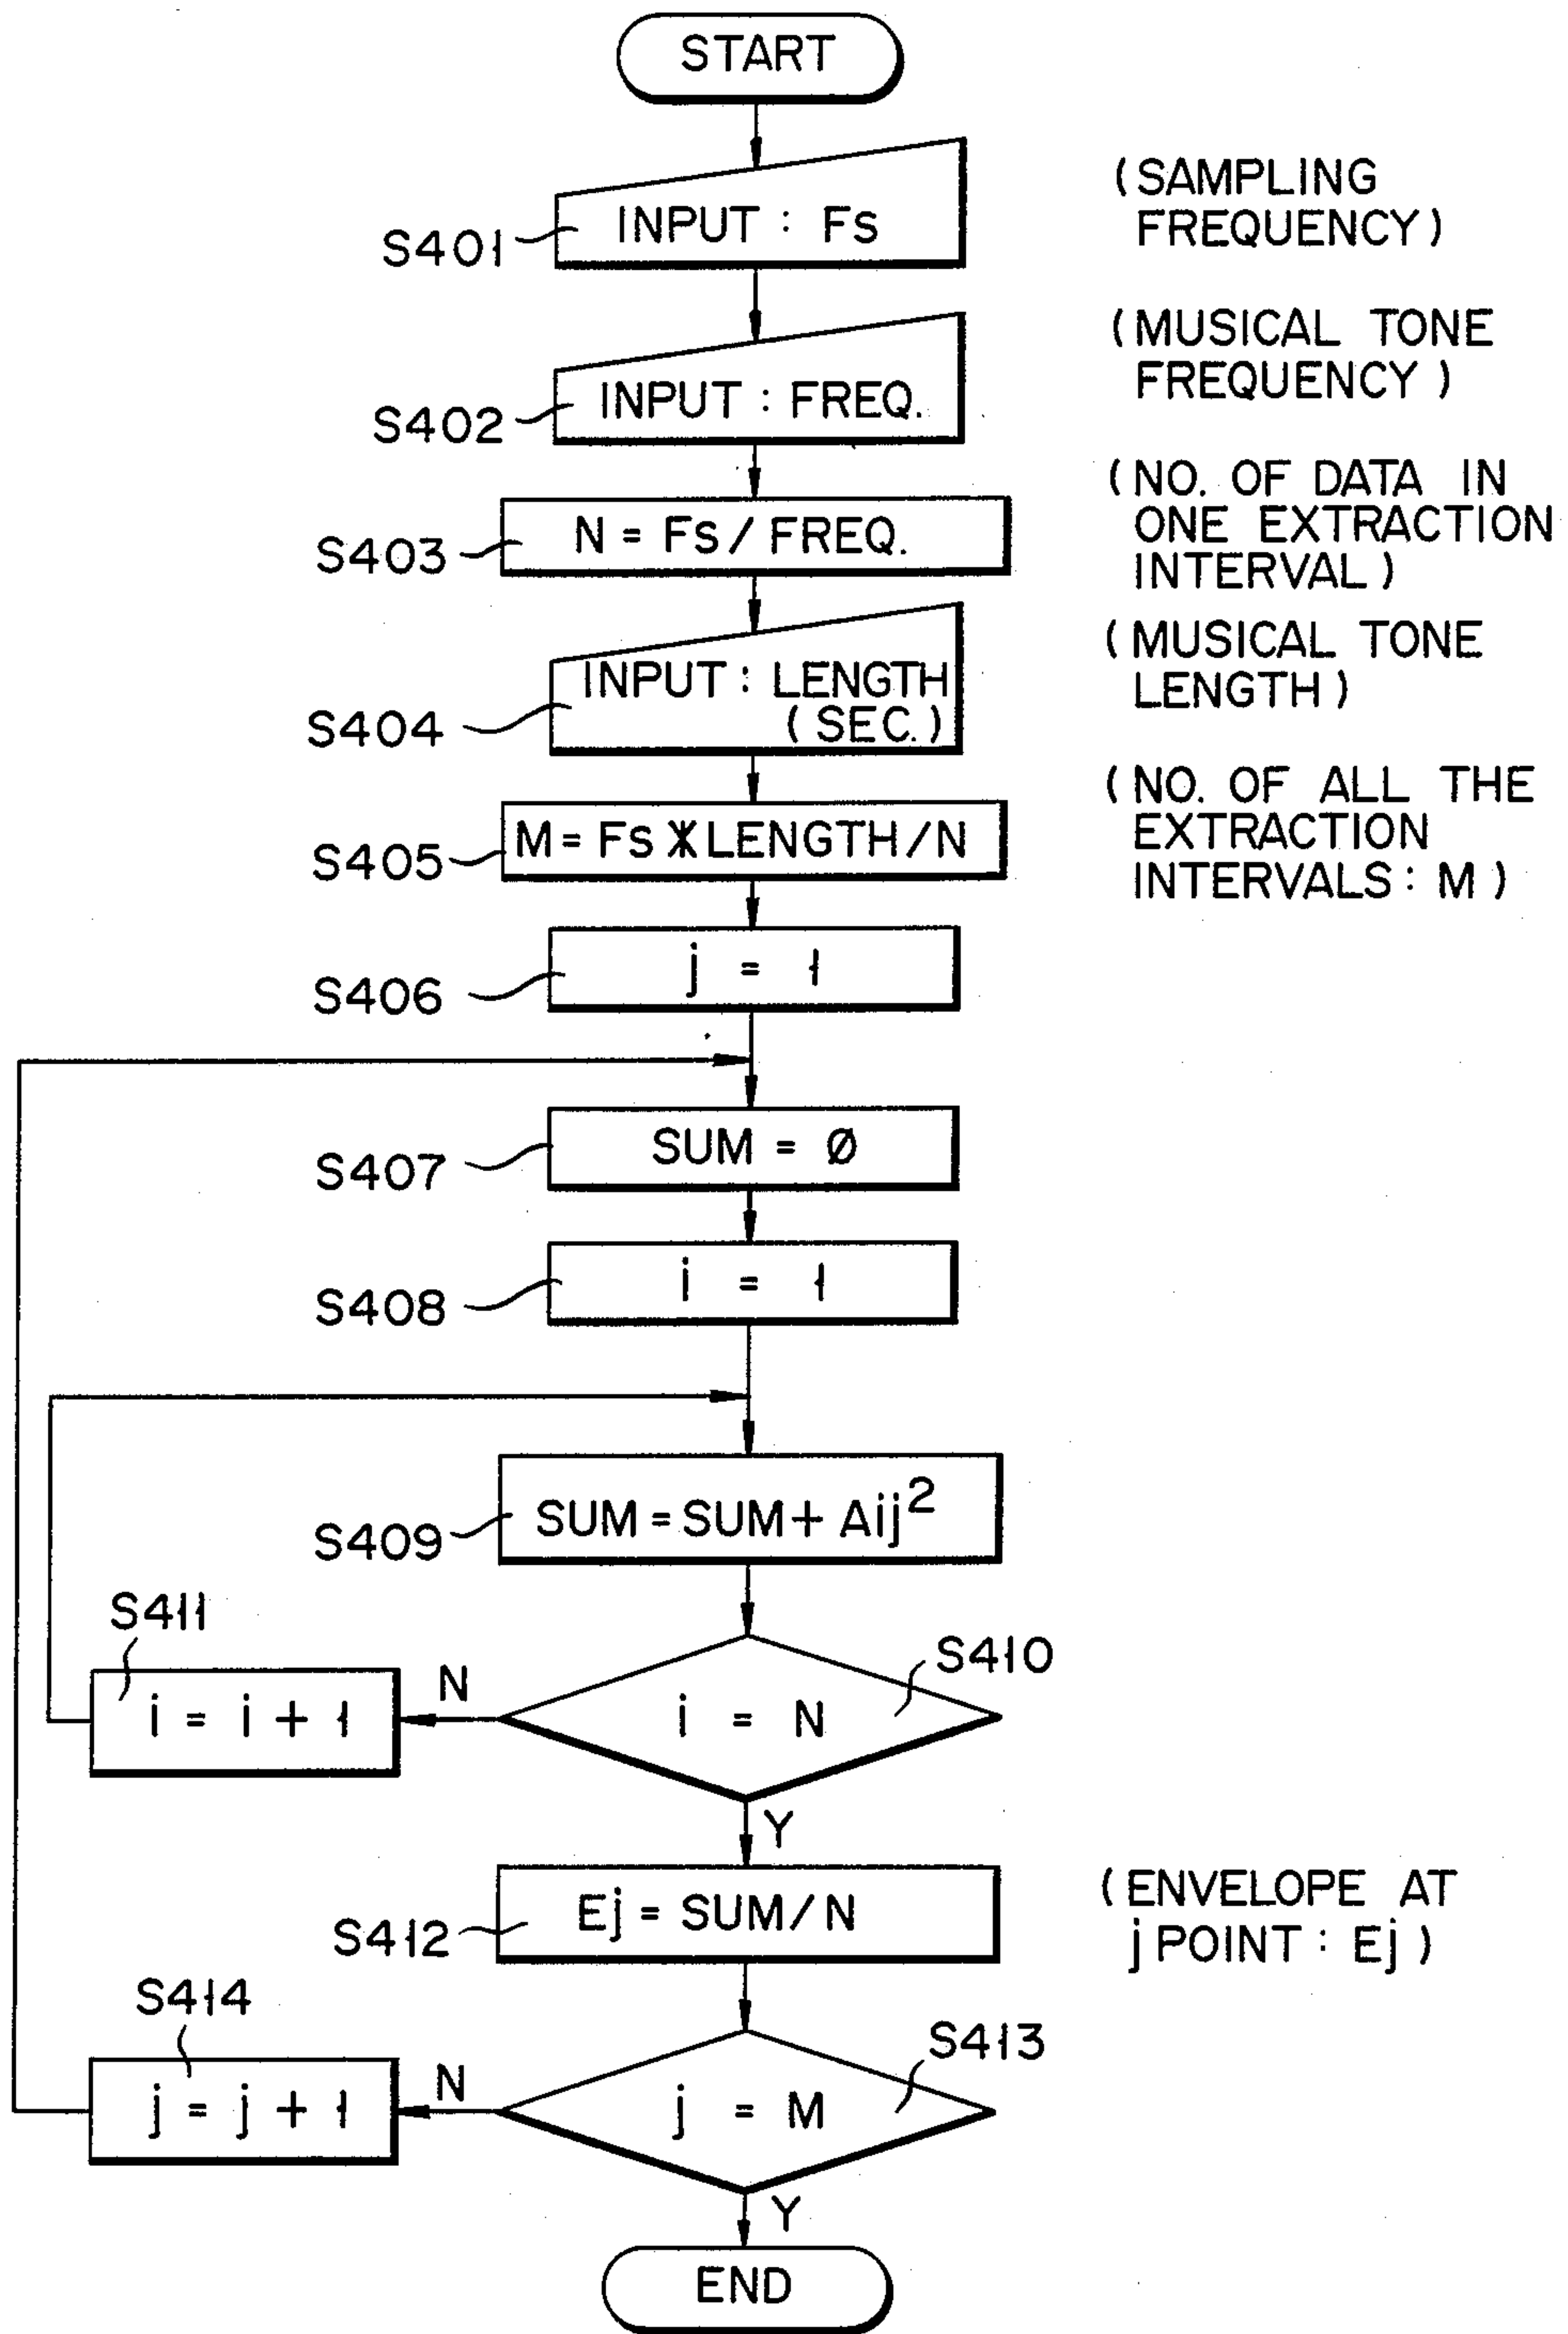 START
INPUT : Fs
S401
(SAMPLING
FREQUENCY)
INPUT : FREQ.
S402
(MUSICAL TONE
FREQUENCY)
N = Fs / FREQ.
S403
(NO. OF DATA IN
ONE EXTRACTION
INTERVAL)
INPUT : LENGTH
(SEC.)
S404
(MUSICAL TONE
LENGTH)
M = Fs * LENGTH / N
S405
(NO. OF ALL THE
EXTRACTION
INTERVALS : M)
j = 1
S406
SUM = Ø
S407
i = 1
S408
SUM = SUM + Aij²
S409
S411
i = i + 1
N
i = N
S410
Y
Ej = SUM / N
S412
(ENVELOPE AT
j POINT : Ej)
S414
j = j + 1
N
j = M
S413
Y
END